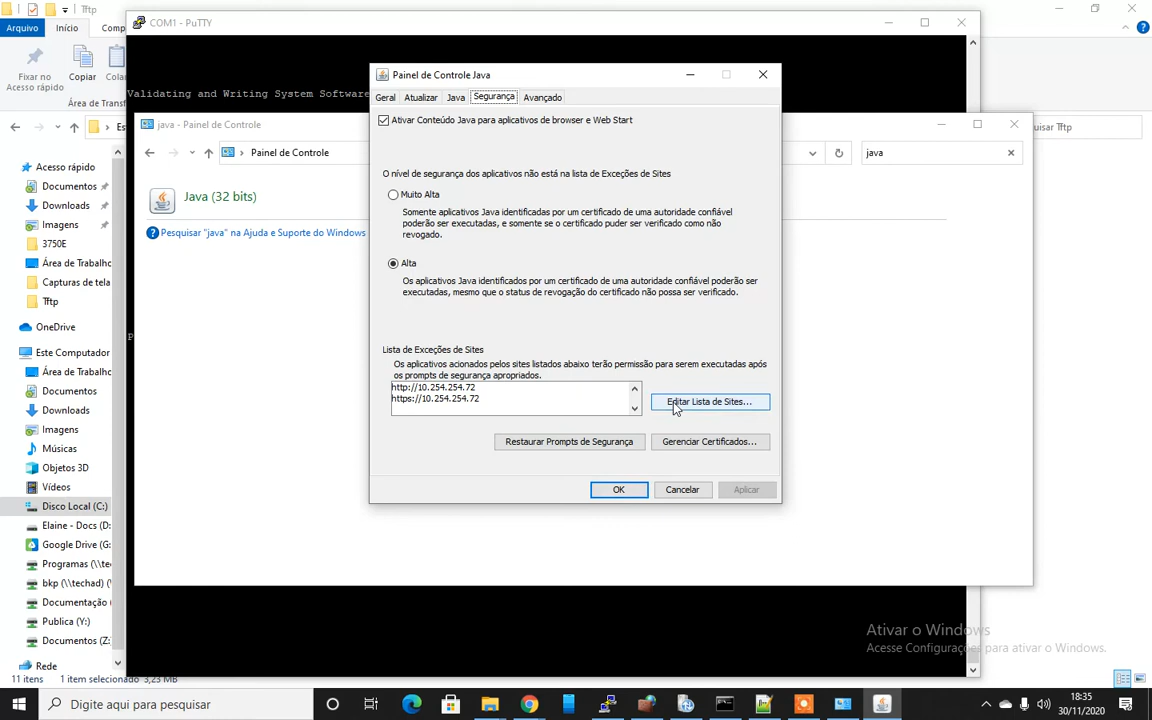 Tftp
Arquivo
Início
Comp
Fixar no
Acesso rápido
Copiar
Área de Transf
Tftp
Acesso rápido
Documentos
Downloads
Imagens
3750E
Área de Trabalho
Capturas de tela
Tftp
OneDrive
Este Computador
Documentos
Downloads
Imagens
Músicas
Objetos 3D
Vídeos
Disco Local (C:)
Elaine - Docs (D:
Google Drive (G:
Programas (\\tec
bkp (\\techad) (
Documentação
Publica (Y:)
Documentos (Z:
Rede
11 itens
1 item selecionado 3,23 MB
COM1 - PuTTY
Validating and Writing System Software
java - Painel de Controle
Painel de Controle
java
Java (32 bits)
Pesquisar "java" na Ajuda e Suporte do Windows
Painel de Controle Java
Geral
Atualizar
Java
Segurança
Avançado
Ativar Conteúdo Java para aplicativos de browser e Web Start
O nível de segurança dos aplicativos não está na lista de Exceções de Sites
Muito Alta
Somente aplicativos Java identificadas por um certificado de uma autoridade confiável
poderão ser executadas, e somente se o certificado puder ser verificado como não
revogado.
Alta
Os aplicativos Java identificados por um certificado de uma autoridade confiável poderão ser
executadas, mesmo que o status de revogação do certificado não possa ser verificado.
Lista de Exceções de Sites
Os aplicativos acionados pelos sites listados abaixo terão permissão para serem executadas após
os prompts de segurança apropriados.
http://10.254.254.72
https://10.254.254.72
Editar Lista de Sites...
Restaurar Prompts de Segurança
Gerenciar Certificados...
OK
Cancelar
Aplicar
Ativar o Windows
Acesse Configurações para ativar o Windows.
Digite aqui para pesquisar
18:35
30/11/2020